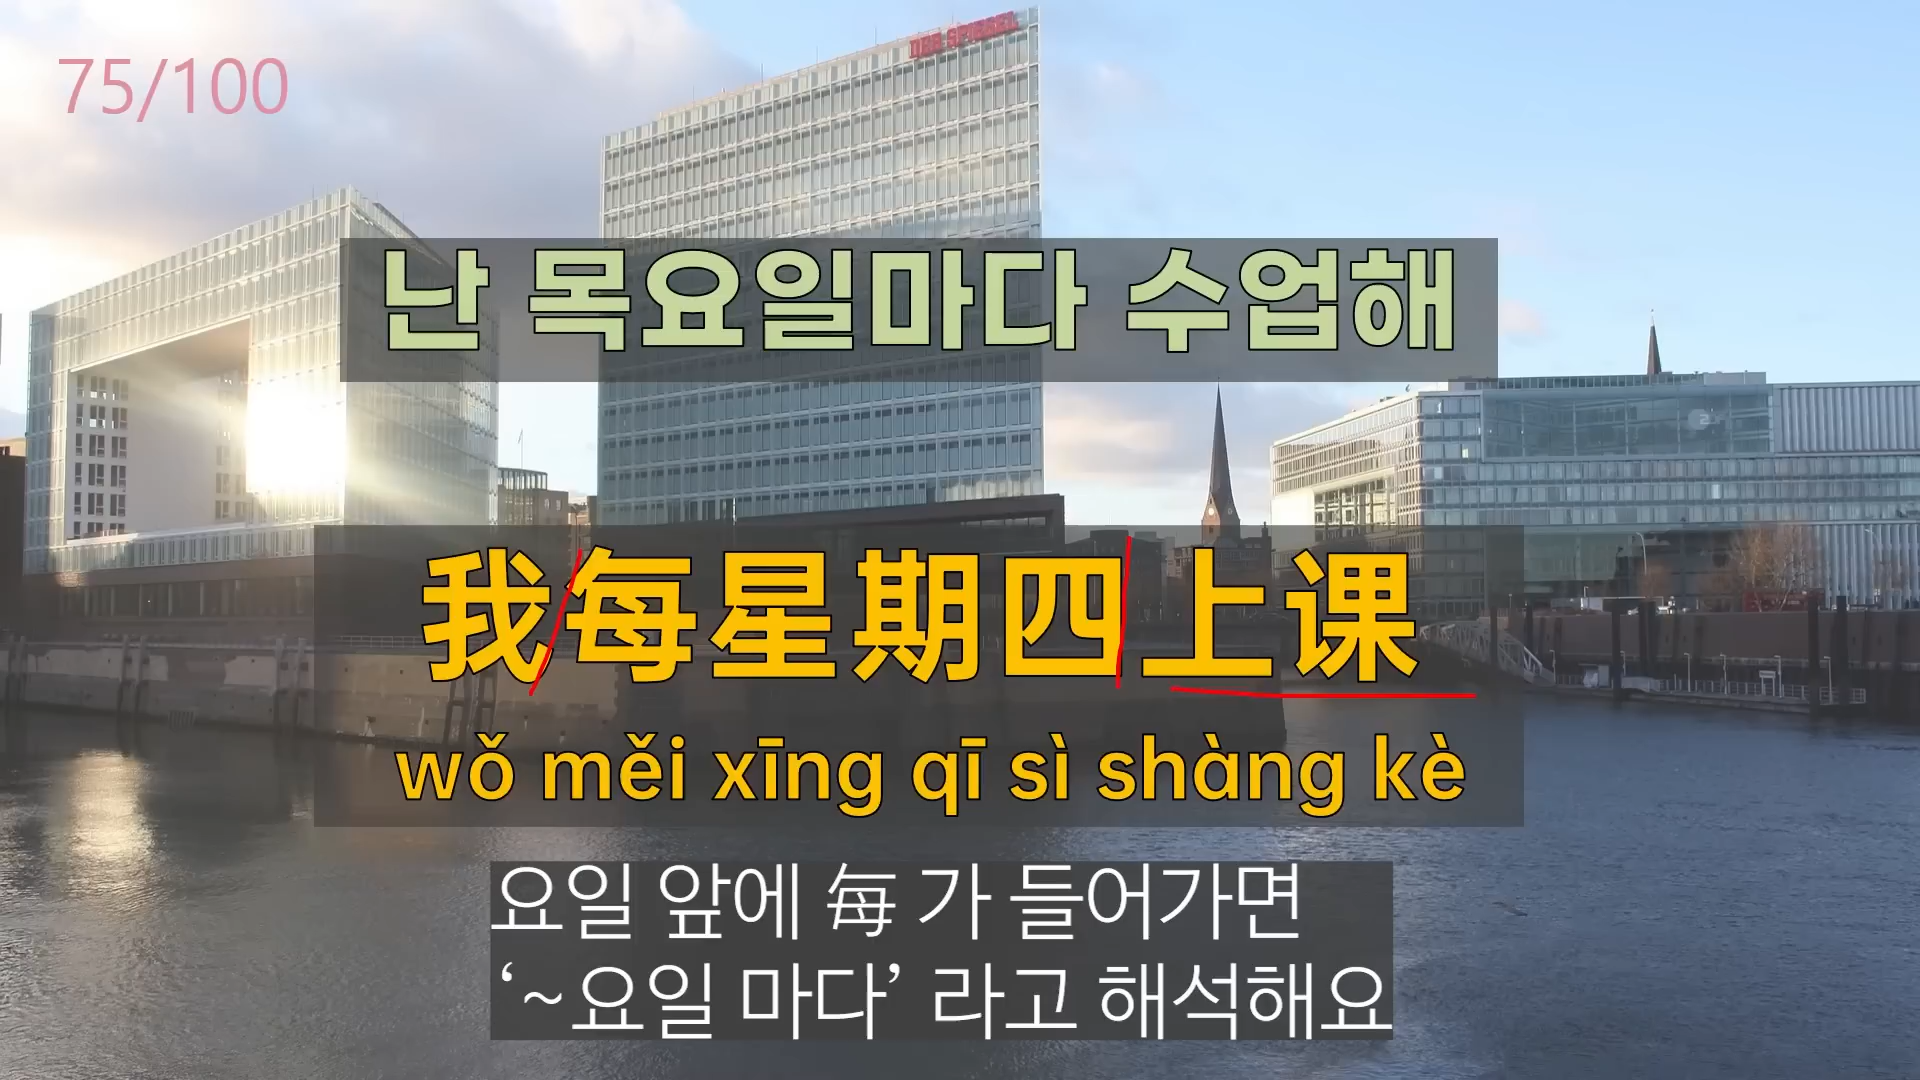 DER SPIEGEL
75/100
난 목요일마다 수업해
我每星期四上课
wǒ měi xīng qī sì shàng kè
요일 앞에 每 가 들어가면
‘~요일 마다’ 라고 해석해요